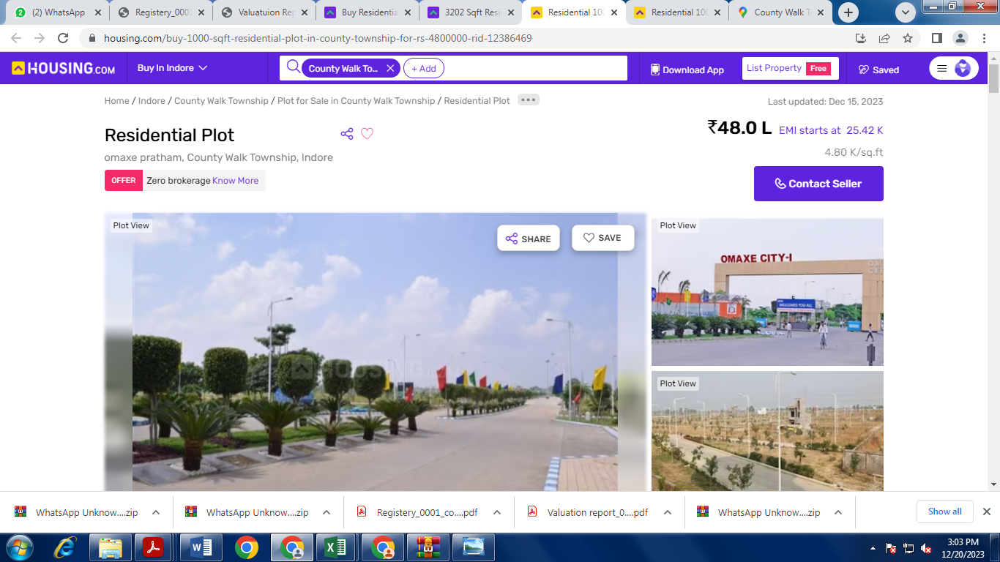 (2) WhatsApp
Registery_000
Valuatuion Rep
Buy Residentia
3202 Sqft Resi
Residential 100
Residential 100
County Walk T
housing.com/buy-1000-sqft-residential-plot-in-county-township-for-rs-4800000-rid-12386469
HOUSING.COM
Buy In Indore
County Walk To...
+ Add
Download App
List Property Free
Saved
Home / Indore / County Walk Township / Plot for Sale in County Walk Township / Residential Plot
Last updated: Dec 15, 2023
Residential Plot
₹48.0 L EMI starts at 25.42 K
omaxe pratham, County Walk Township, Indore
4.80 K/sq.ft
OFFER Zero brokerage Know More
Contact Seller
Plot View
SHARE
SAVE
HOUSING
Plot View
OMAXE CITY-I
WELCOMES YOU ALL
Plot View
WhatsApp Unknow....zip
WhatsApp Unknow....zip
Registery_0001_co....pdf
Valuation report_0....pdf
WhatsApp Unknow....zip
Show all
3:03 PM
12/20/2023